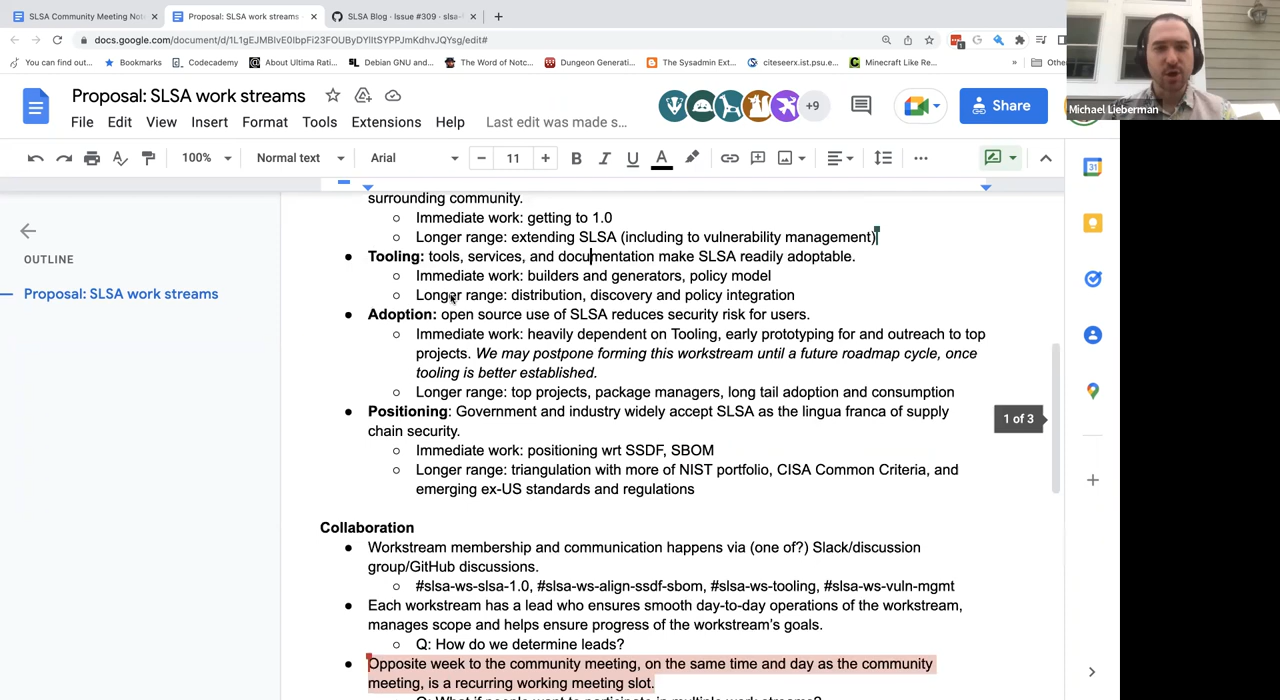 SLSA Community Meeting Not
Proposal: SLSA work streams
SLSA Blog · Issue #309 · slsa-
docs.google.com/document/d/1L1gEJMBIvE0IbpFi23FOUByDYlItSYPPJmKdhvJQYsg/edit#
You can find out...
Bookmarks
Codecademy
About Ultima Rati...
Debian GNU and...
The Word of Notc...
Dungeon Generati...
The Sysadmin Ext...
citeseerx.ist.psu.e...
Minecraft Like Re...
»
Othe
Michael Lieberman
Proposal: SLSA work streams
+9
Share
File Edit View Insert Format Tools Help
Last edit was made s...
100%
Normal text
Arial
11
B I U A
31
OUTLINE
Proposal: SLSA work streams
surrounding community.
○ Immediate work: getting to 1.0
○ Longer range: extending SLSA (including to vulnerability management)
● Tooling: tools, services, and documentation make SLSA readily adoptable.
○ Immediate work: builders and generators, policy model
○ Longer range: distribution, discovery and policy integration
● Adoption: open source use of SLSA reduces security risk for users.
○ Immediate work: heavily dependent on Tooling, early prototyping for and outreach to top
projects. We may postpone forming this workstream until a future roadmap cycle, once
tooling is better established.
○ Longer range: top projects, package managers, long tail adoption and consumption
● Positioning: Government and industry widely accept SLSA as the lingua franca of supply
chain security.
○ Immediate work: positioning wrt SSDF, SBOM
○ Longer range: triangulation with more of NIST portfolio, CISA Common Criteria, and
emerging ex-US standards and regulations
1 of 3
Collaboration
● Workstream membership and communication happens via (one of?) Slack/discussion
group/GitHub discussions.
○ #slsa-ws-slsa-1.0, #slsa-ws-align-ssdf-sbom, #slsa-ws-tooling, #slsa-ws-vuln-mgmt
● Each workstream has a lead who ensures smooth day-to-day operations of the workstream,
manages scope and helps ensure progress of the workstream's goals.
○ Q: How do we determine leads?
● Opposite week to the community meeting, on the same time and day as the community
meeting, is a recurring working meeting slot.
○ Q: What if people want to participate in multiple work streams?